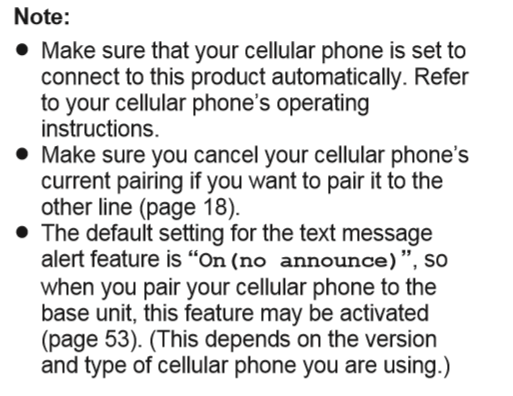 Note:
● Make sure that your cellular phone is set to
connect to this product automatically. Refer
to your cellular phone's operating
instructions.
● Make sure you cancel your cellular phone's
current pairing if you want to pair it to the
other line (page 18).
● The default setting for the text message
alert feature is “On(no announce)”, so
when you pair your cellular phone to the
base unit, this feature may be activated
(page 53). (This depends on the version
and type of cellular phone you are using.)